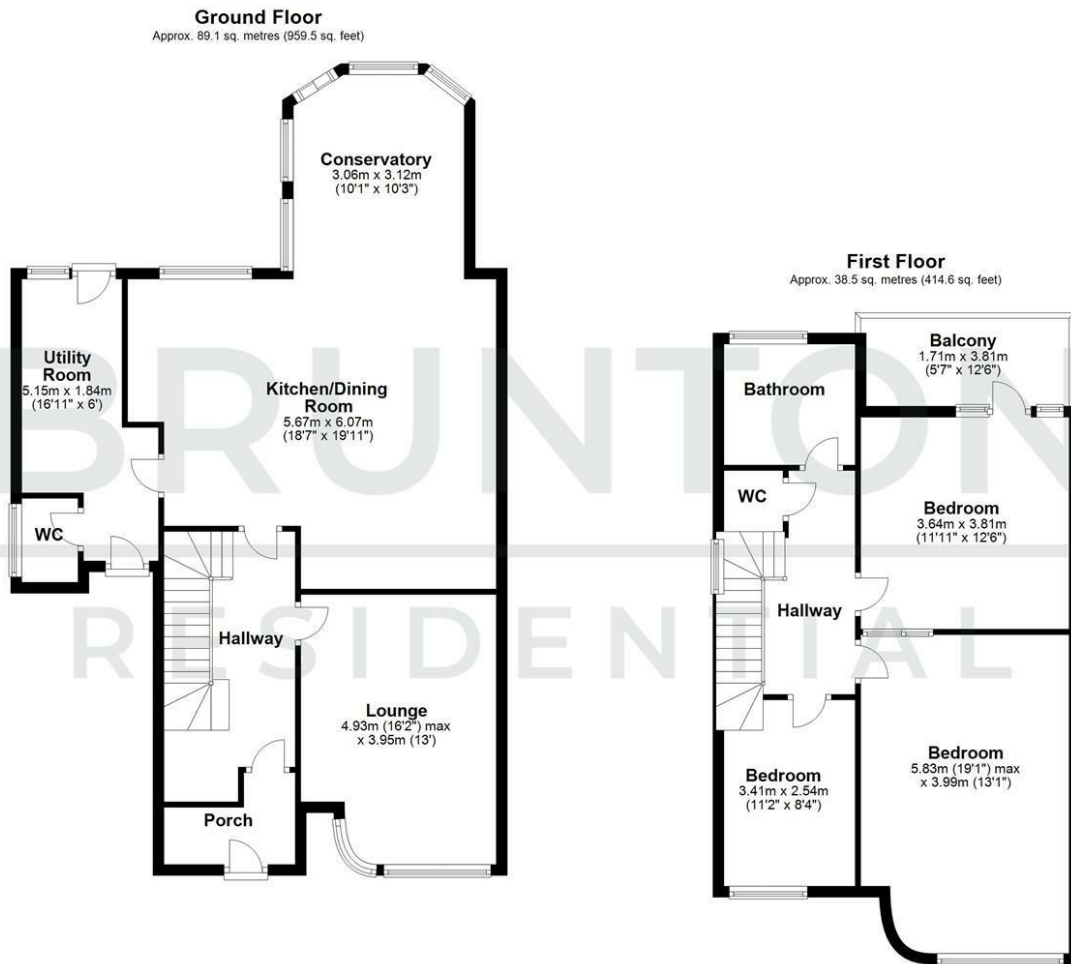 Ground Floor
Approx. 89.1 sq. metres (959.5 sq. feet)
Conservatory
3.06m x 3.12m
(10'1" x 10'3")
Utility
Room
5.15m x 1.84m
(16'11" x 6')
Kitchen/Dining
Room
5.67m x 6.07m
(18'7" x 19'11")
WC
Hallway
Lounge
4.93m (16'2") max
x 3.95m (13')
Porch
First Floor
Approx. 38.5 sq. metres (414.6 sq. feet)
Balcony
1.71m x 3.81m
(5'7" x 12'6")
Bathroom
WC
Bedroom
3.64m x 3.81m
(11'11" x 12'6")
Hallway
Bedroom
3.41m x 2.54m
(11'2" x 8'4")
Bedroom
5.83m (19'1") max
x 3.99m (13'1")
BRUNTON
RESIDENTIAL